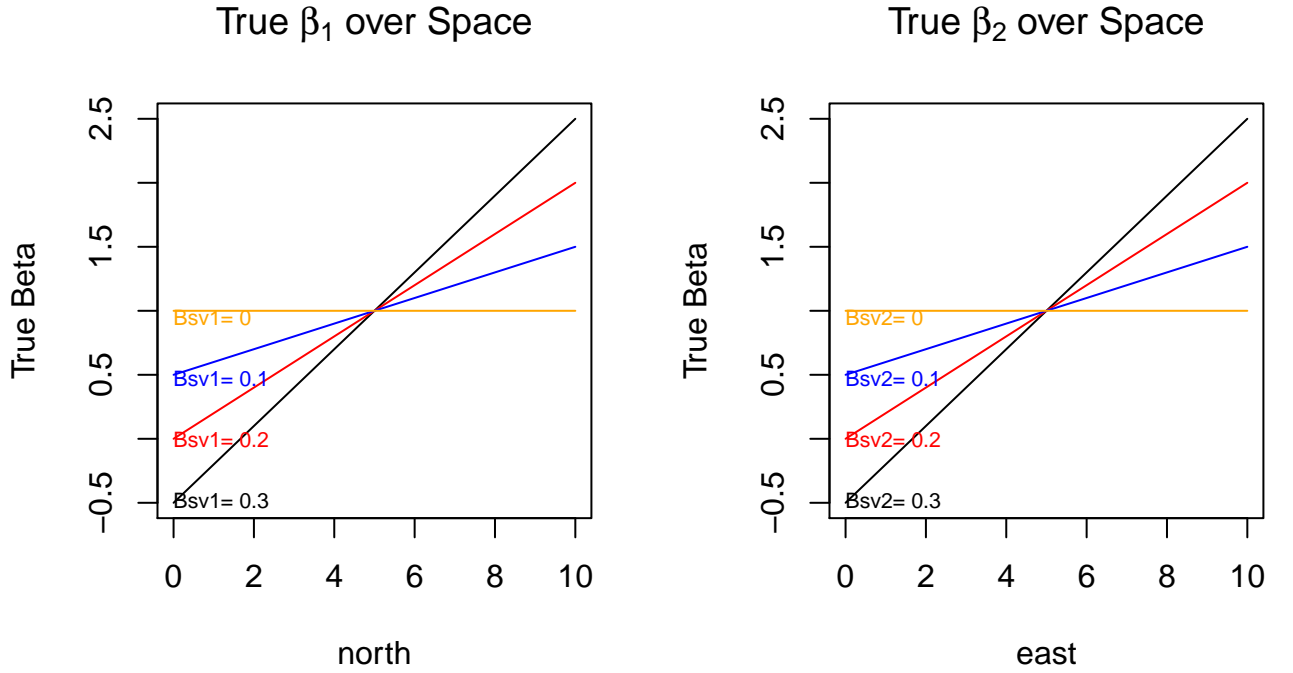 True β₁ over Space
True Beta
2.5
1.5
0.5
−0.5
Bsv1= 0
Bsv1= 0.1
Bsv1= 0.2
Bsv1= 0.3
0 2 4 6 8 10
north
True β₂ over Space
True Beta
2.5
1.5
0.5
−0.5
Bsv2= 0
Bsv2= 0.1
Bsv2= 0.2
Bsv2= 0.3
0 2 4 6 8 10
east